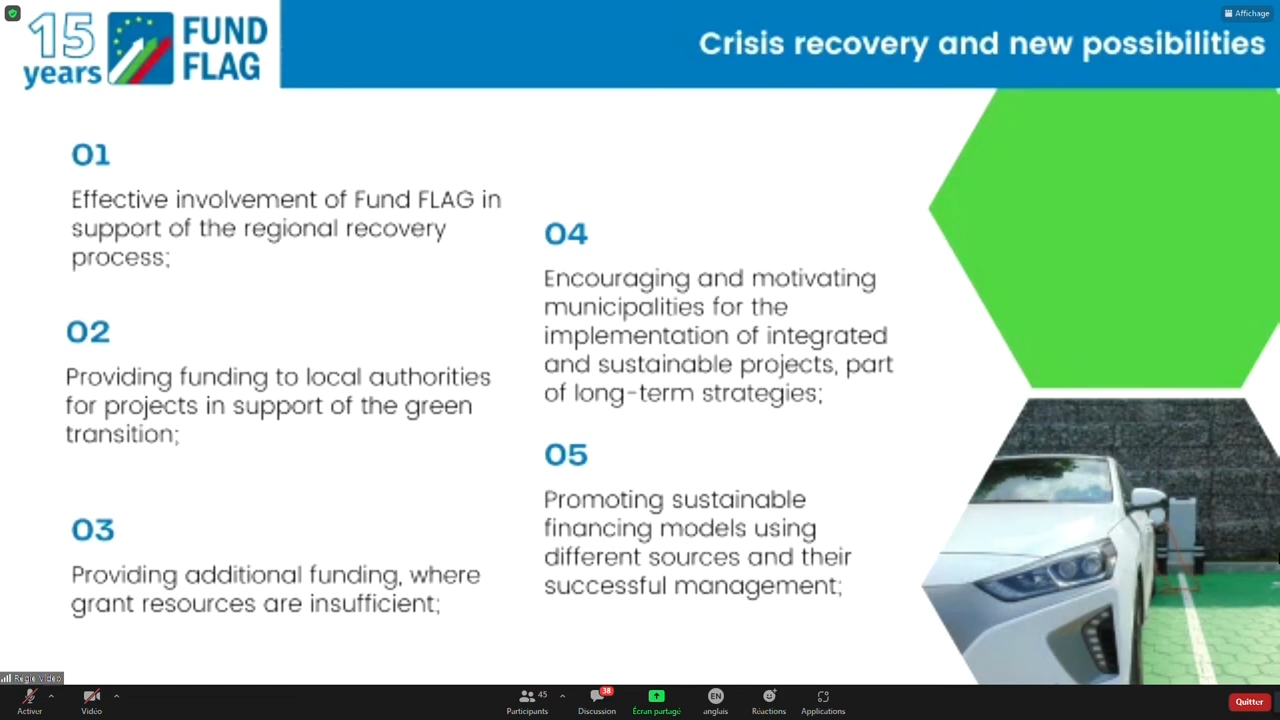 Affichage
15
years
FUND
FLAG
Crisis recovery and new possibilities
01
Effective involvement of Fund FLAG in
support of the regional recovery
process;
02
Providing funding to local authorities
for projects in support of the green
transition;
03
Providing additional funding, where
grant resources are insufficient;
04
Encouraging and motivating
municipalities for the
implementation of integrated
and sustainable projects, part
of long-term strategies;
05
Promoting sustainable
financing models using
different sources and their
successful management;
Regie Video
Activer
Vidéo
45
Participants
38
Discussion
Écran partagé
EN
anglais
Réactions
Applications
Quitter